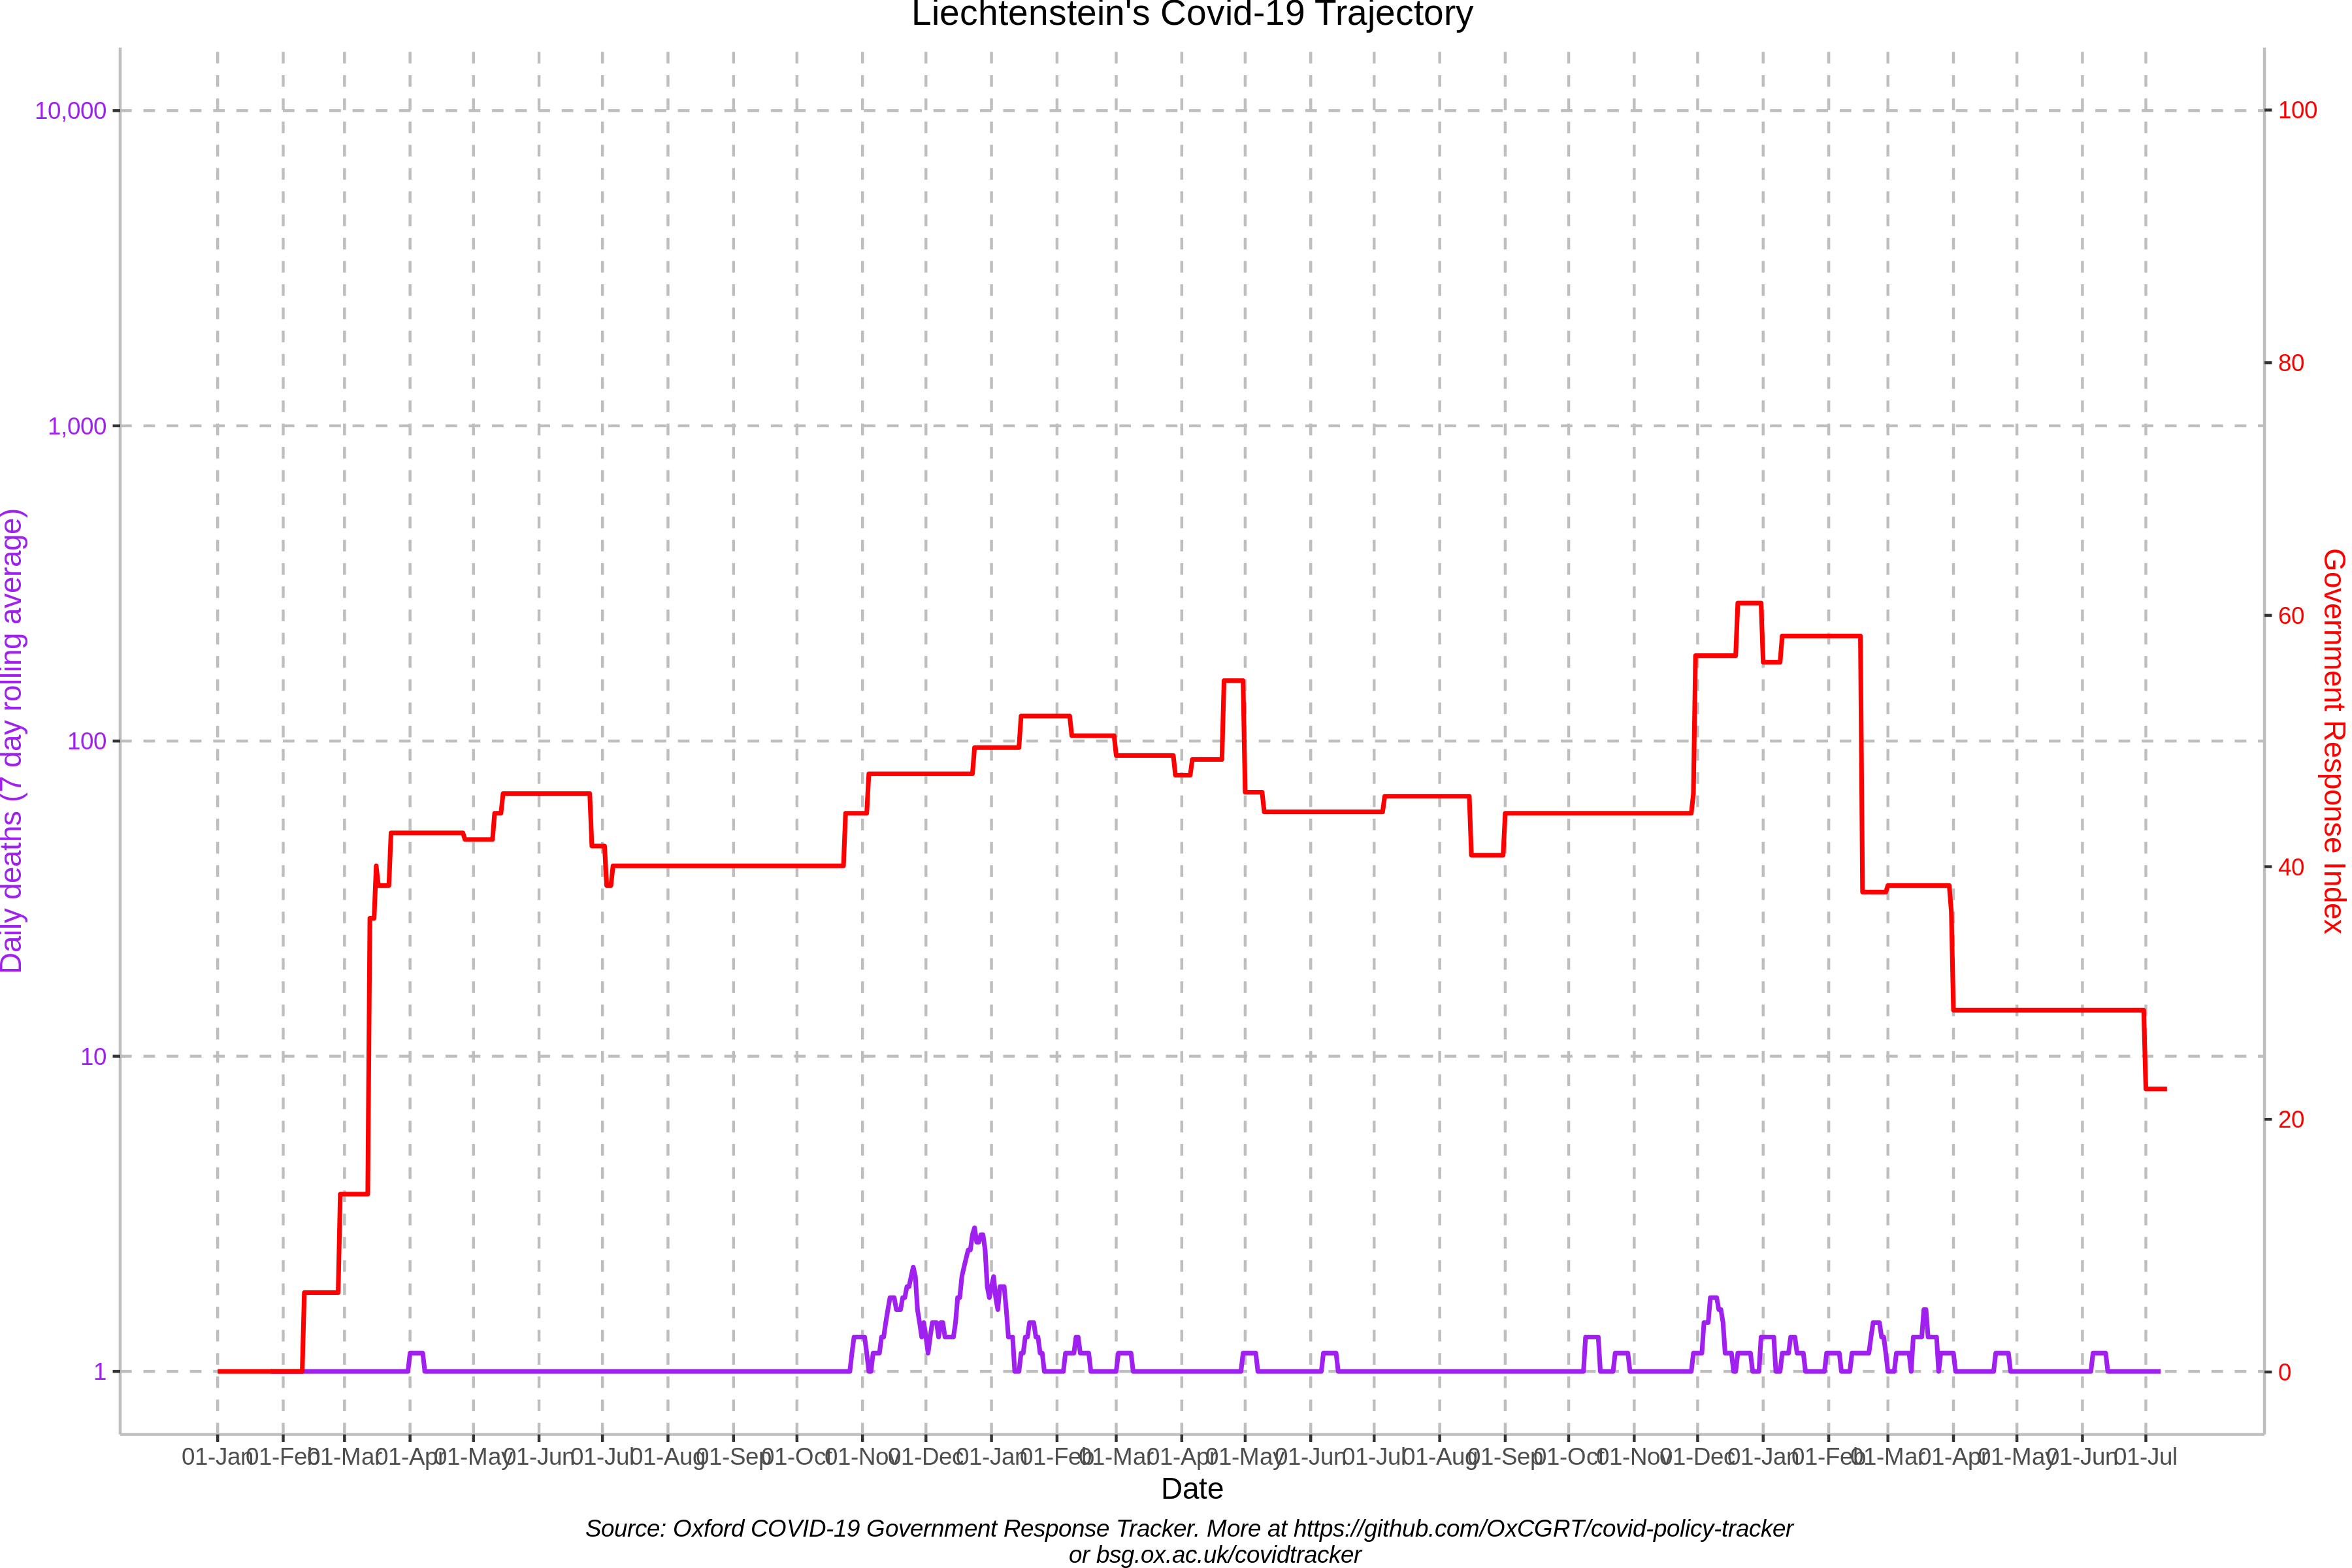 Liechtenstein's Covid-19 Trajectory
10,000
1,000
100
10
1
Daily deaths (7 day rolling average)
100
80
60
40
20
0
Government Response Index
01-Jan 01-Feb 01-Mar 01-Apr 01-May 01-Jun 01-Jul 01-Aug 01-Sep 01-Oct 01-Nov 01-Dec 01-Jan 01-Feb 01-Mar 01-Apr 01-May 01-Jun 01-Jul 01-Aug 01-Sep 01-Oct 01-Nov 01-Dec 01-Jan 01-Feb 01-Mar 01-Apr 01-May 01-Jun 01-Jul
Date
Source: Oxford COVID-19 Government Response Tracker. More at https://github.com/OxCGRT/covid-policy-tracker
or bsg.ox.ac.uk/covidtracker